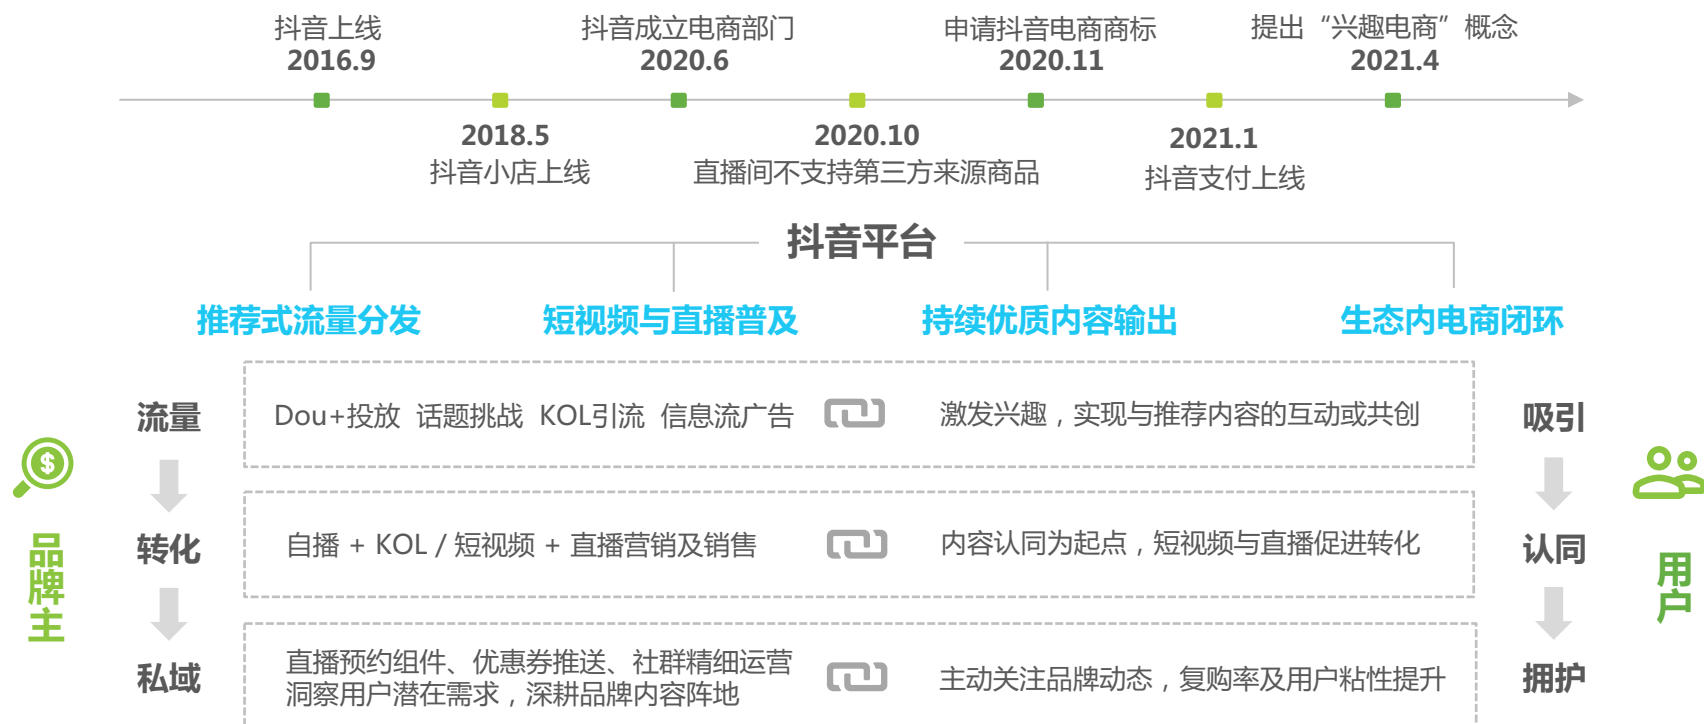 抖音上线
2016.9
抖音成立电商部门
2020.6
申请抖音电商商标
2020.11
提出“兴趣电商”概念
2021.4
2018.5
抖音小店上线
2020.10
直播间不支持第三方来源商品
2021.1
抖音支付上线
抖音平台
推荐式流量分发
短视频与直播普及
持续优质内容输出
生态内电商闭环
品牌主
流量
Dou+投放 话题挑战 KOL引流 信息流广告
激发兴趣，实现与推荐内容的互动或共创
吸引
转化
自播 + KOL / 短视频 + 直播营销及销售
内容认同为起点，短视频与直播促进转化
认同
私域
直播预约组件、优惠券推送、社群精细运营
洞察用户潜在需求，深耕品牌内容阵地
主动关注品牌动态，复购率及用户粘性提升
拥护
用户